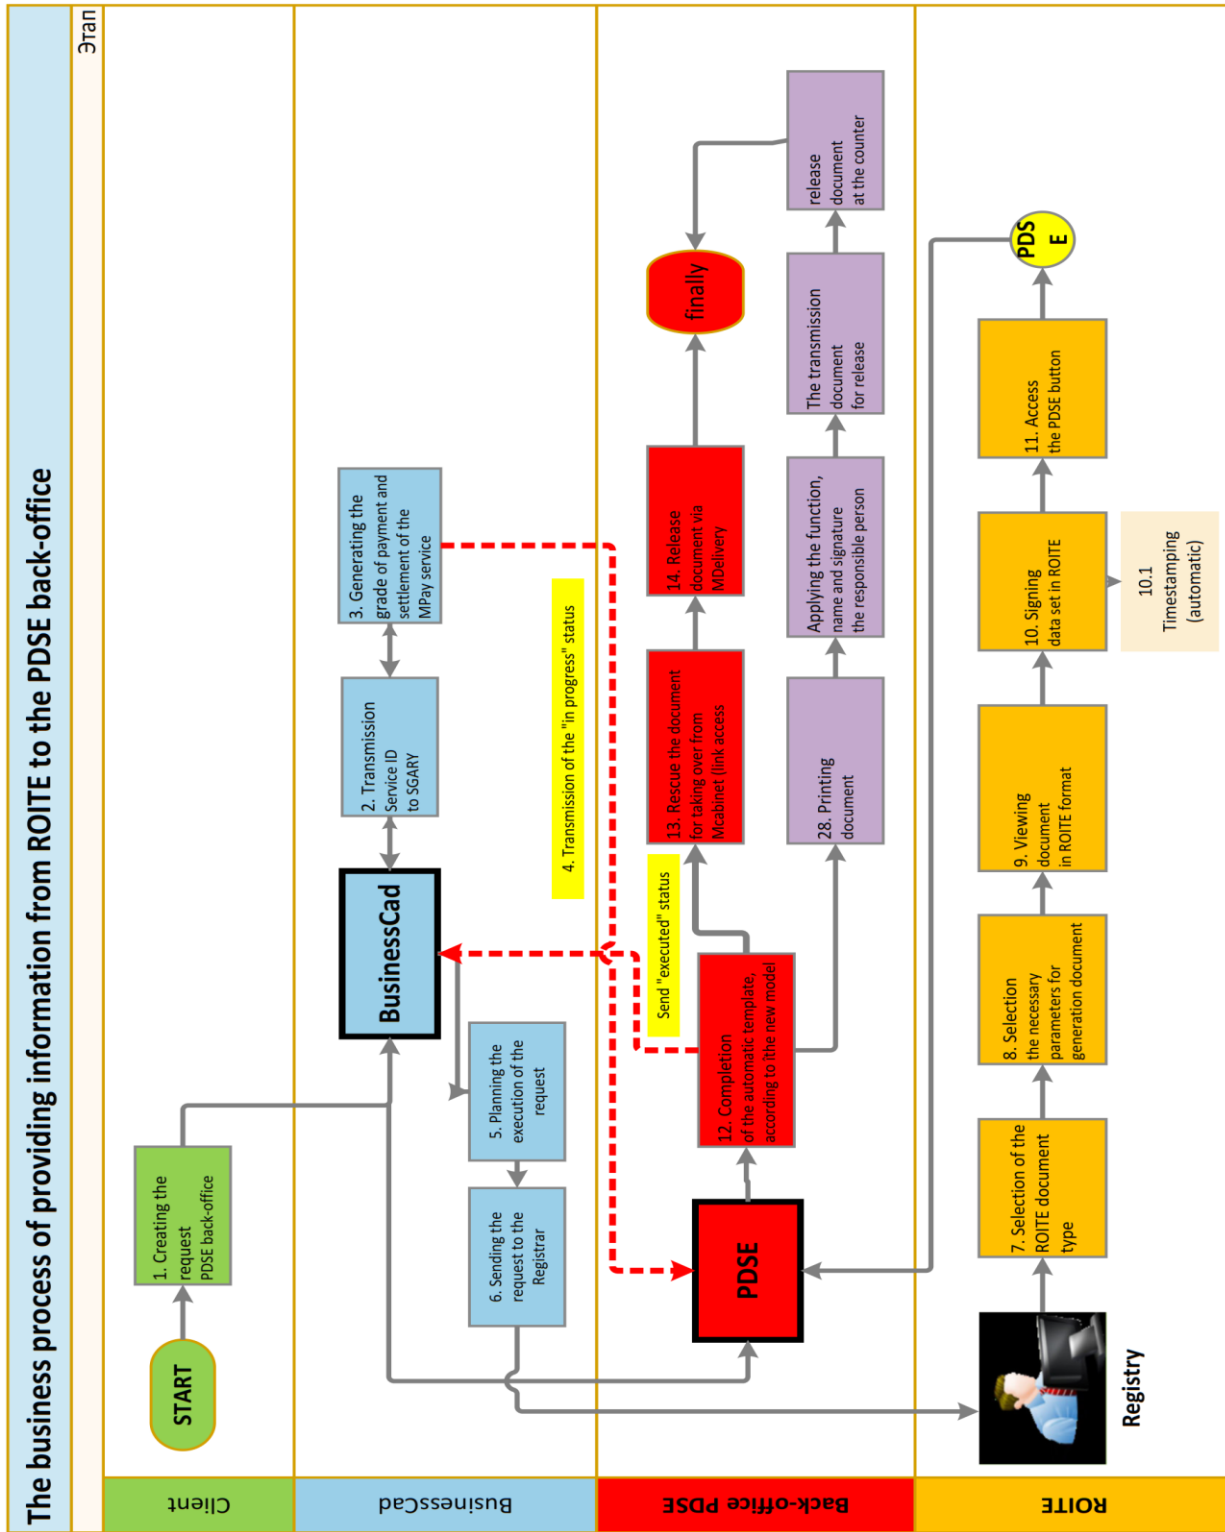 The business process of providing information from ROITE to the PDSE back-office
Этап
Client
START
1. Creating the
request
PDSE back-office
BusinessCad
BusinessCad
2. Transmission
Service ID
to SGARY
3. Generating the
grade of payment and
settlement of the
MPay service
4. Transmission of the "in progress" status
5. Planning the
execution of the
request
6. Sending the
request to the
Registrar
Back-office PDSE
PDSE
12. Completion
of the automatic template,
according to îthe new model
Send "executed" status
13. Rescue the document
for taking over from
Mcabinet (link access
14. Release
document via
MDelivery
finally
28. Printing
document
Applying the function,
name and signature
the responsible person
The transmission
document
for release
release
document
at the counter
ROITE
Registry
7. Selection of the
ROITE document
type
8. Selection
the necessary
parameters for
generation document
9. Viewing
document
in ROITE format
10. Signing
data set in ROITE
10.1
Timestamping
(automatic)
11. Access
the PDSE button
PDS
E